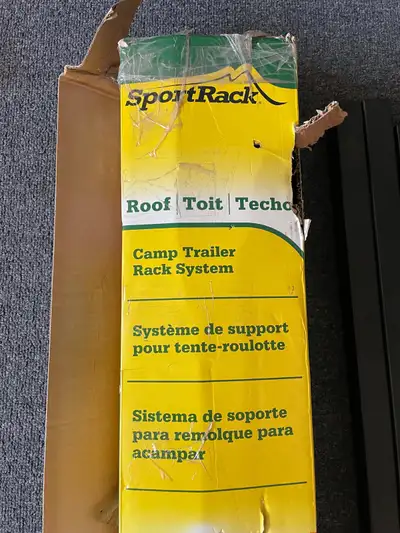 SportRack
Roof | Toit | Techo
Camp Trailer
Rack System
Système de support
pour tente-roulotte
Sistema de soporte
para remolque para
acampar